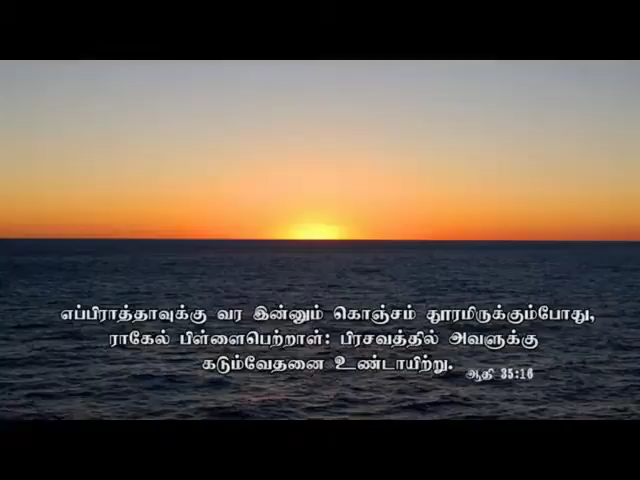 எப்பிராத்தாவுக்கு வர இன்னும் கொஞ்சம் தூரமிருக்கும்போது,
ராகேல் பிள்ளைபெற்றாள்: பிரசவத்தில் அவளுக்கு
கடும்வேதனை உண்டாயிற்று.
ஆதி 35:16